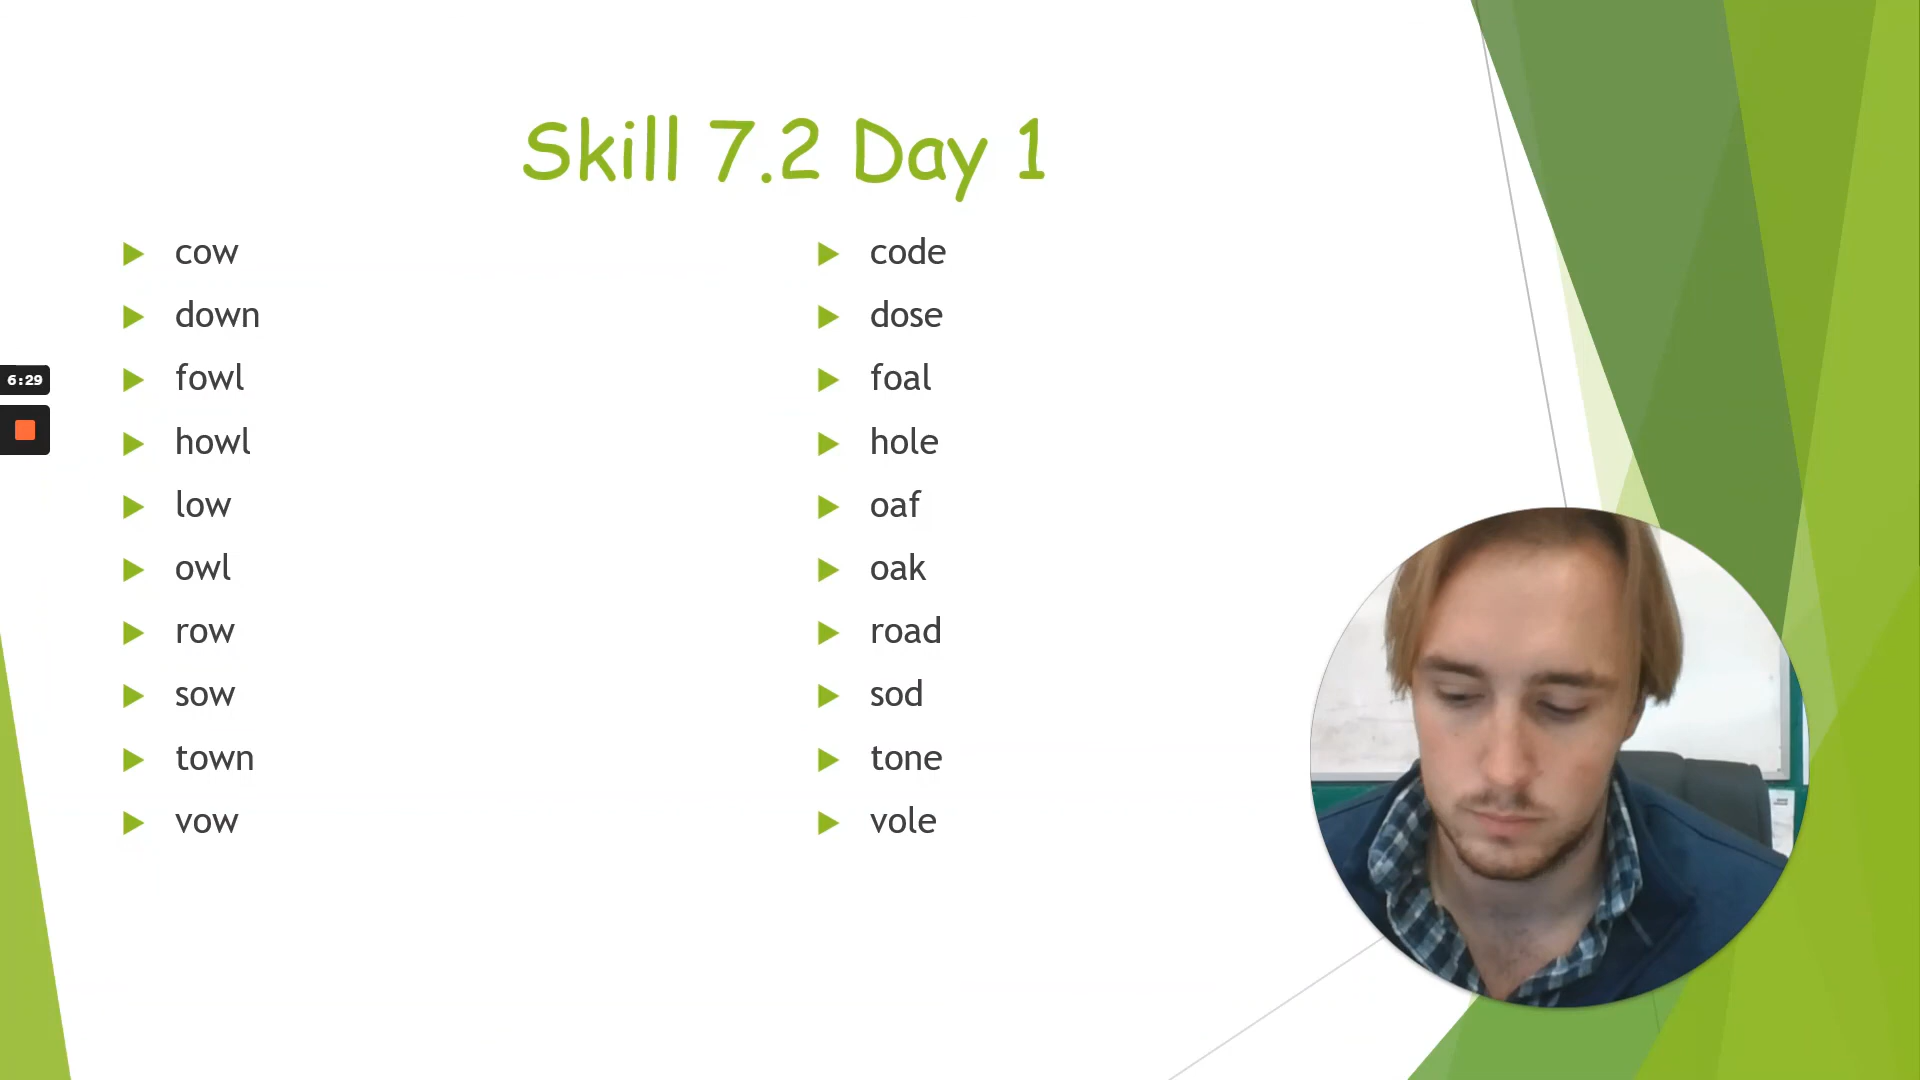 Skill 7.2 Day 1
cow
down
fowl
howl
low
owl
row
sow
town
vow
code
dose
foal
hole
oaf
oak
road
sod
tone
vole
6:29